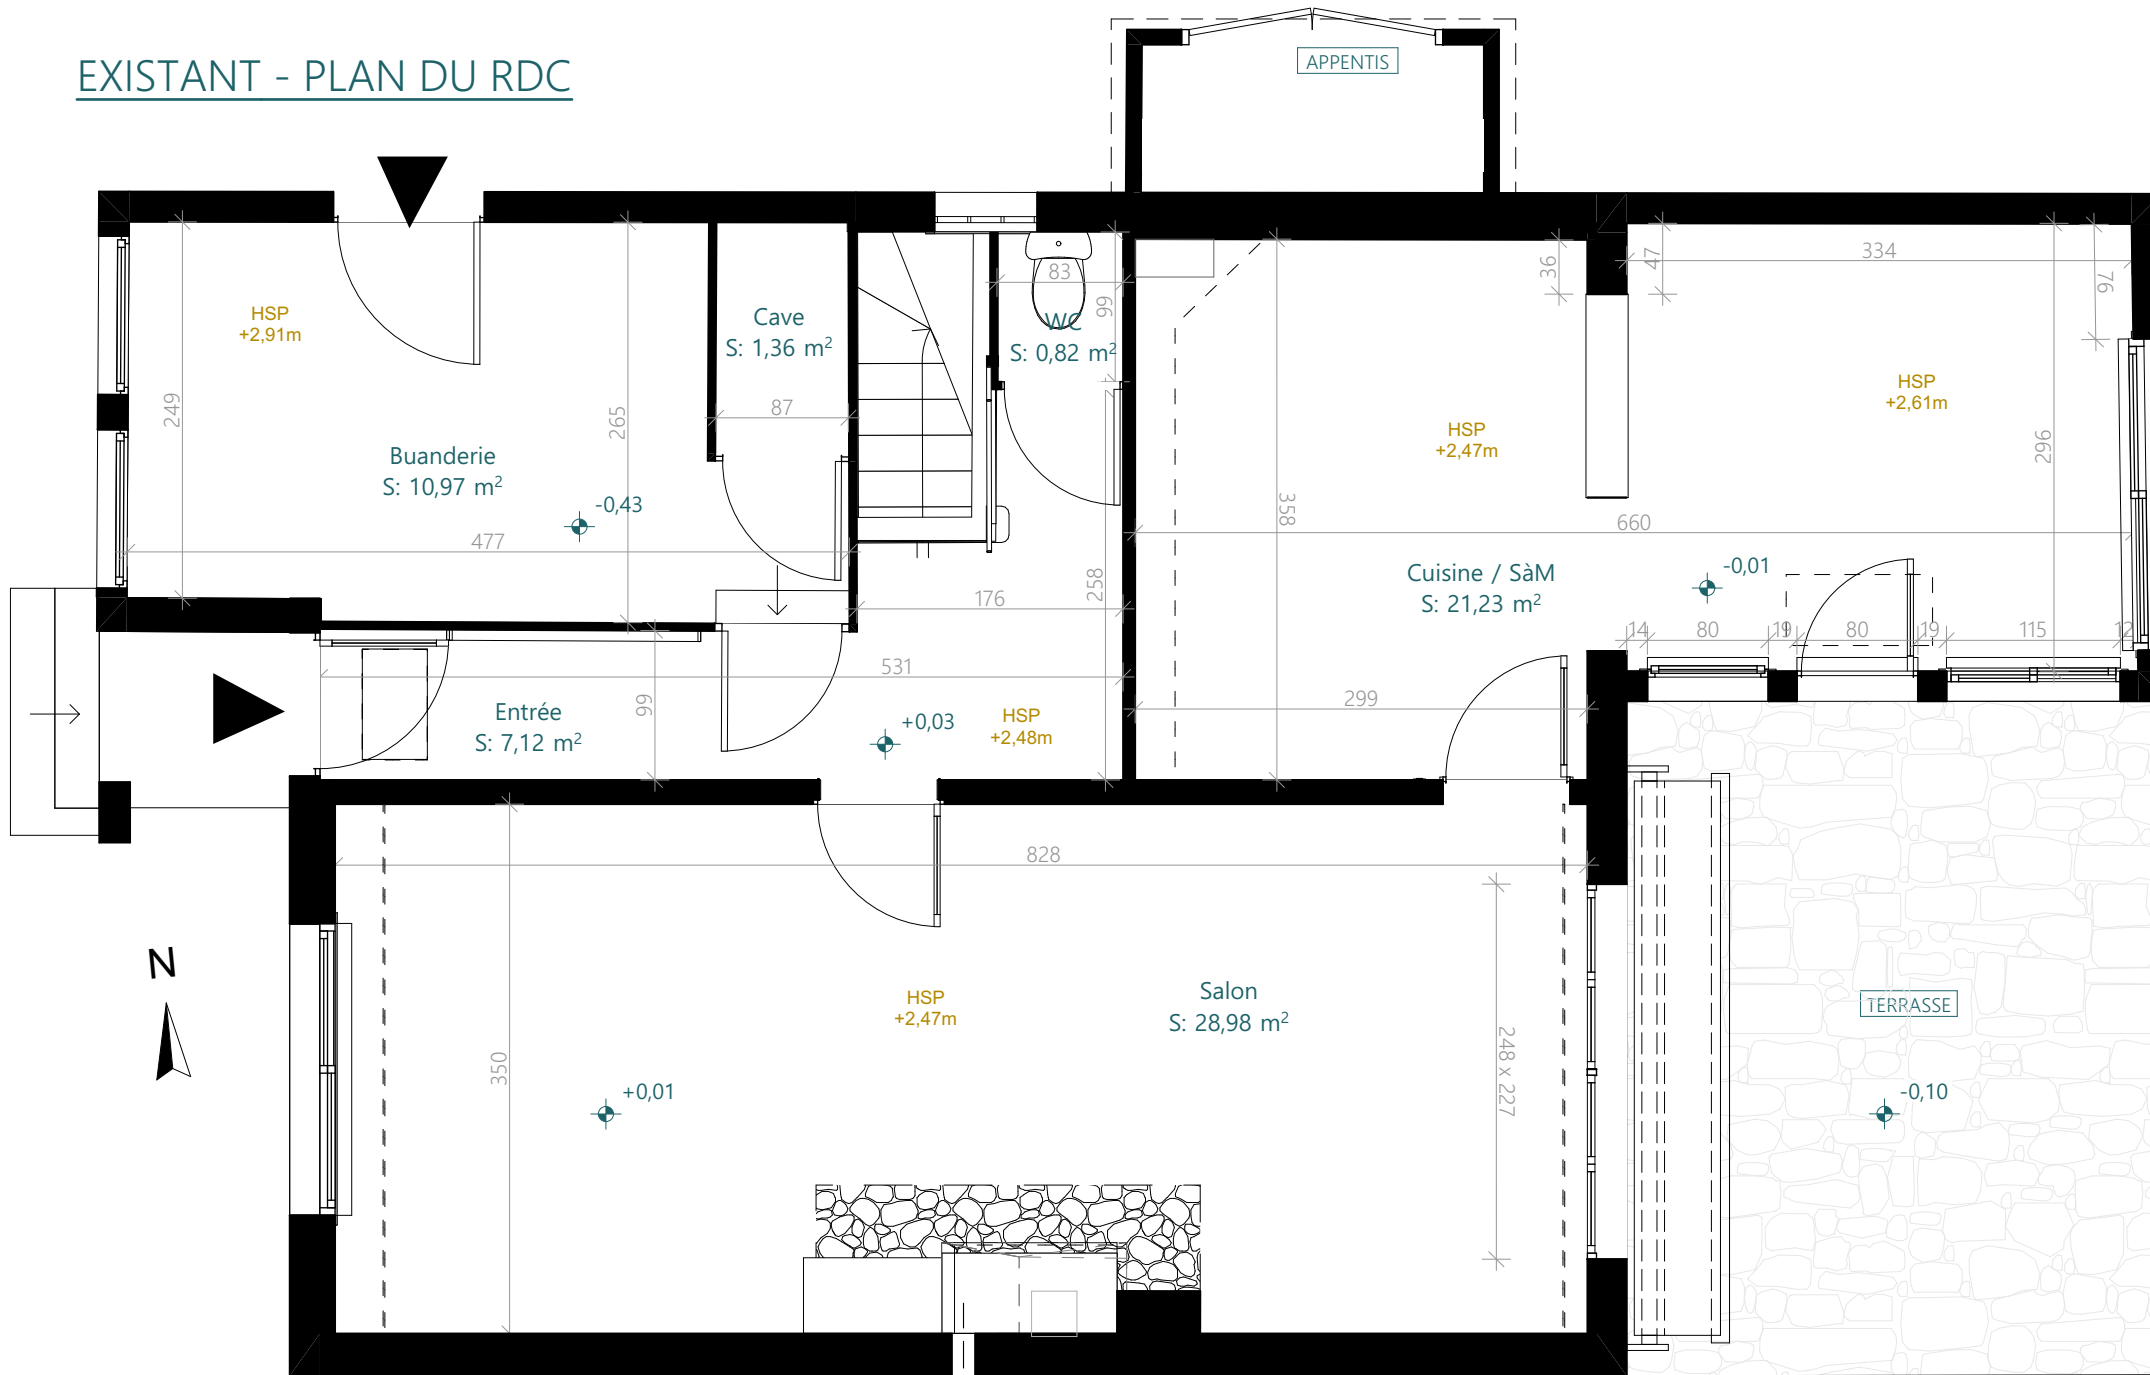 EXISTANT - PLAN DU RDC
APPENTIS
HSP
+2,91m
249
265
Buanderie
S: 10,97 m²
-0,43
477
Cave
S: 1,36 m²
87
83
99
WC
S: 0,82 m²
258
176
36
47
334
76
HSP
+2,61m
HSP
+2,47m
296
358
660
Cuisine / SàM
S: 21,23 m²
-0,01
14
80
19
80
19
115
12
299
531
99
Entrée
S: 7,12 m²
+0,03
HSP
+2,48m
828
N
HSP
+2,47m
Salon
S: 28,98 m²
350
248 x 227
+0,01
TERRASSE
-0,10